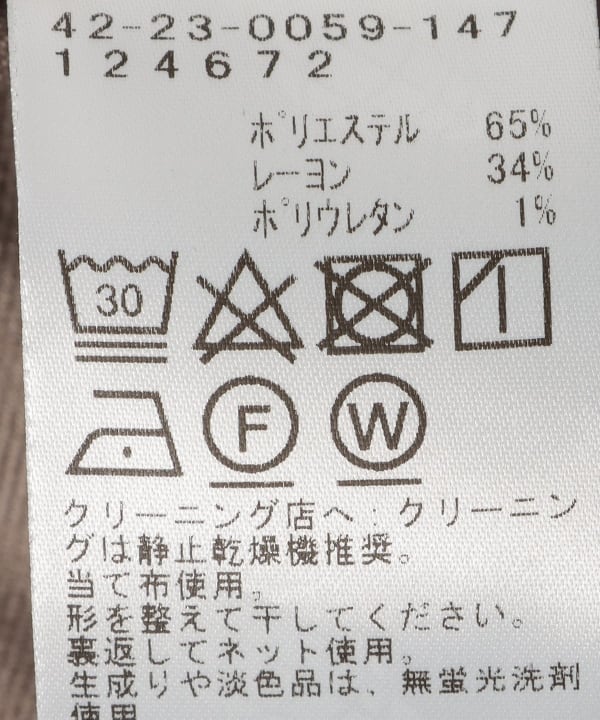 42-23-0059-147
124672
ポリエステル 65%
レーヨン 34%
ポリウレタン 1%
30
F W
クリーニング店へ:クリーニン
グは静止乾燥機推奨。
当て布使用。
形を整えて干してください。
裏返してネット使用。
生成りや淡色品は、無蛍光洗剤
使用